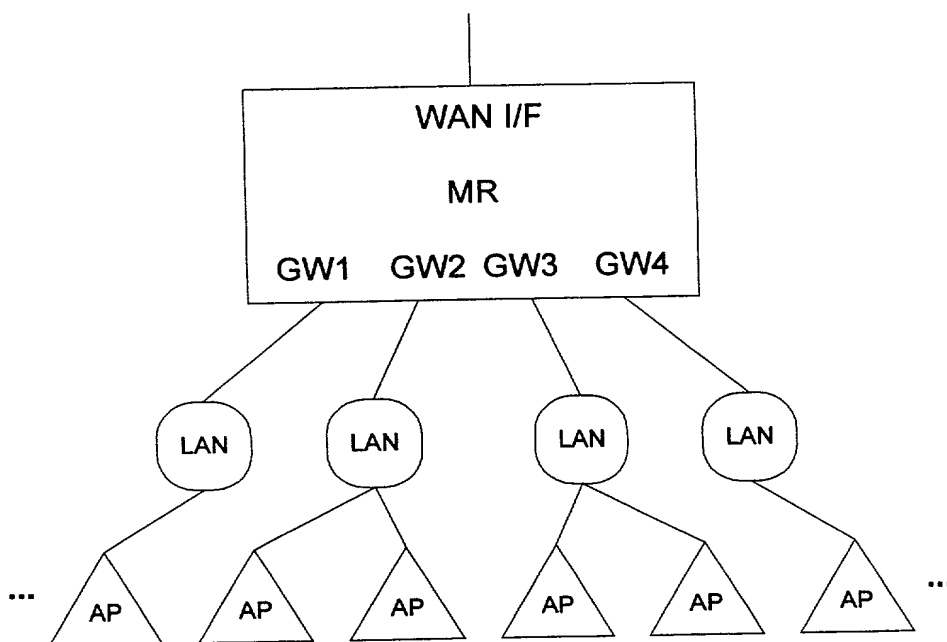 WAN I/F
MR
GW1 GW2 GW3 GW4
LAN LAN LAN LAN
... AP AP AP AP AP AP ...